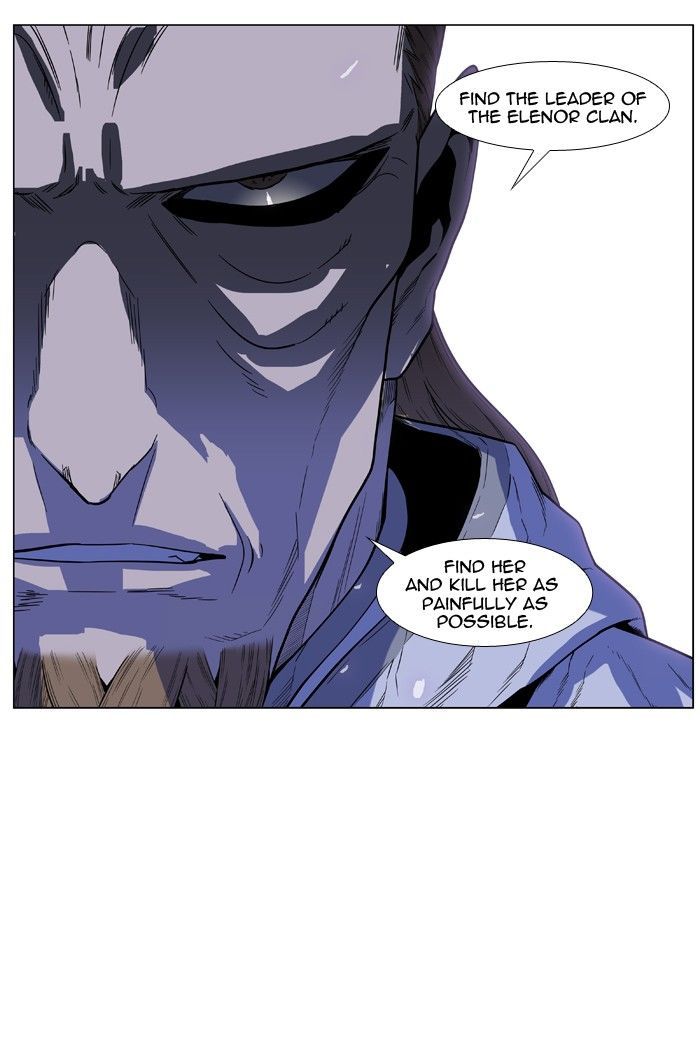 FIND THE LEADER OF
THE ELENOR CLAN.
FIND HER
AND KILL HER AS
PAINFULLY AS
POSSIBLE.